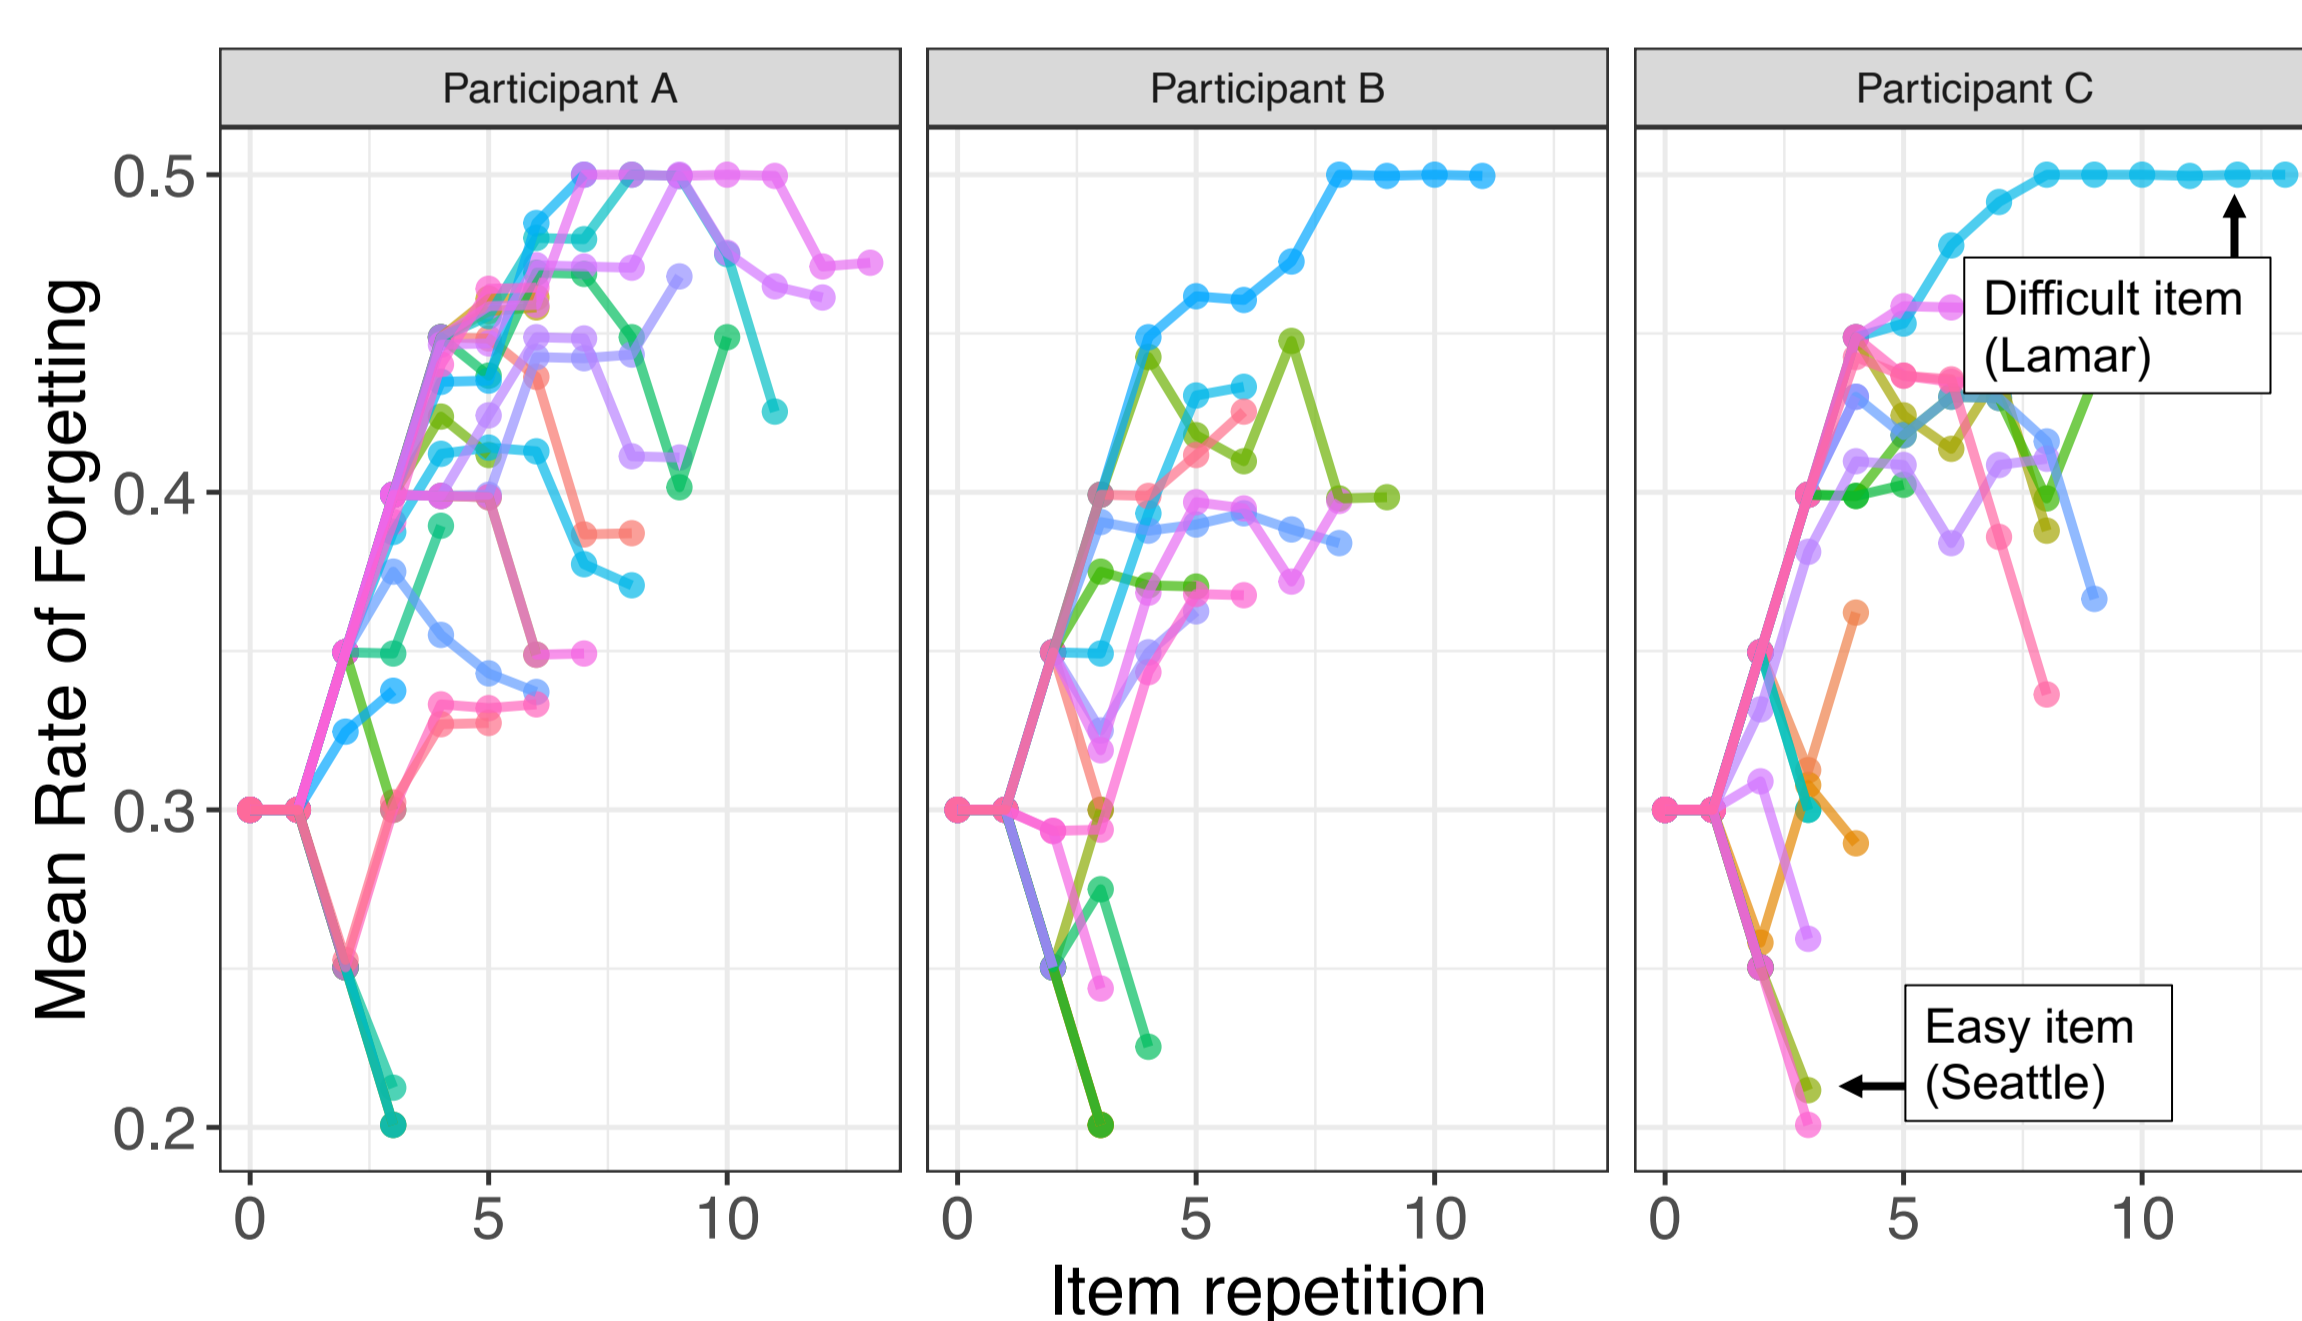 Participant A
Participant B
Participant C
Mean Rate of Forgetting
0.5
0.4
0.3
0.2
Difficult item
(Lamar)
Easy item
(Seattle)
0 5 10
0 5 10
0 5 10
Item repetition